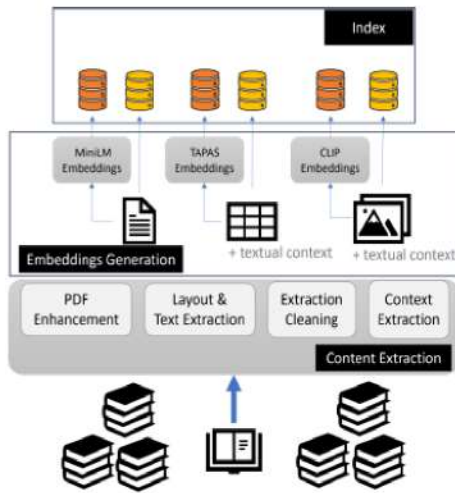 Index
MiniLM
Embeddings
TAPAS
Embeddings
CLIP
Embeddings
+ textual context
+ textual context
Embeddings Generation
PDF
Enhancement
Layout &
Text Extraction
Extraction
Cleaning
Context
Extraction
Content Extraction